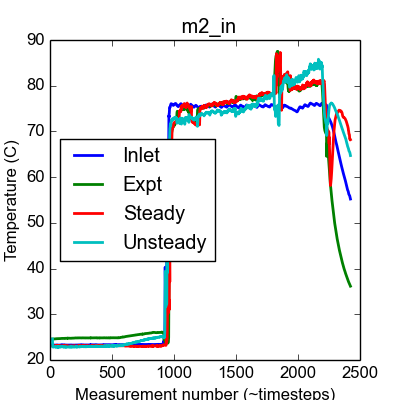 m2_in
90
80
70
60
50
40
30
20
Temperature (C)
Inlet
Expt
Steady
Unsteady
0 500 1000 1500 2000 2500
Measurement number (~timesteps)